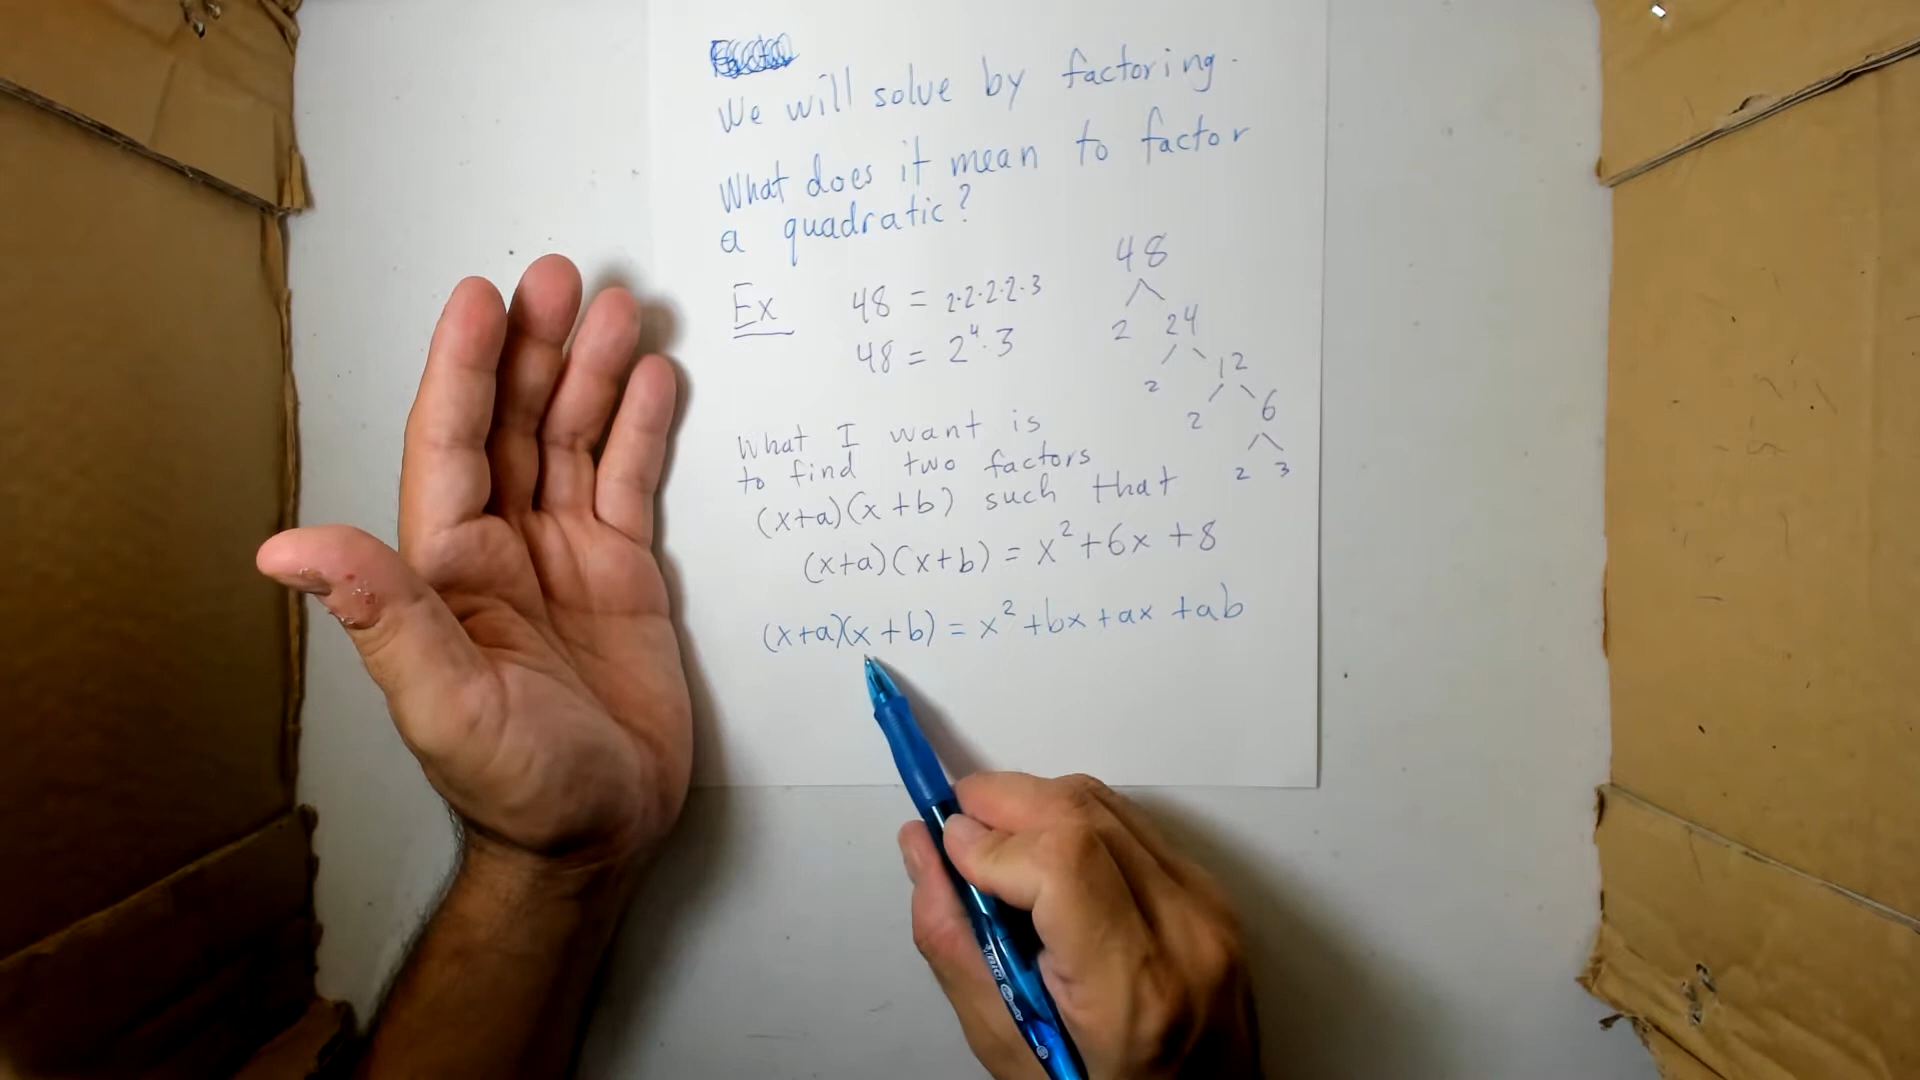 We will solve by factoring.
What does it mean to factor
a quadratic?
Ex
48 = 2·2·2·2·3
48 = 2⁴·3
48
2 24
2 12
2 6
2 3
What I want is
to find two factors
(x+a)(x+b) such that
(x+a)(x+b) = x²+6x+8
(x+a)(x+b) = x²+bx+ax+ab
BIC